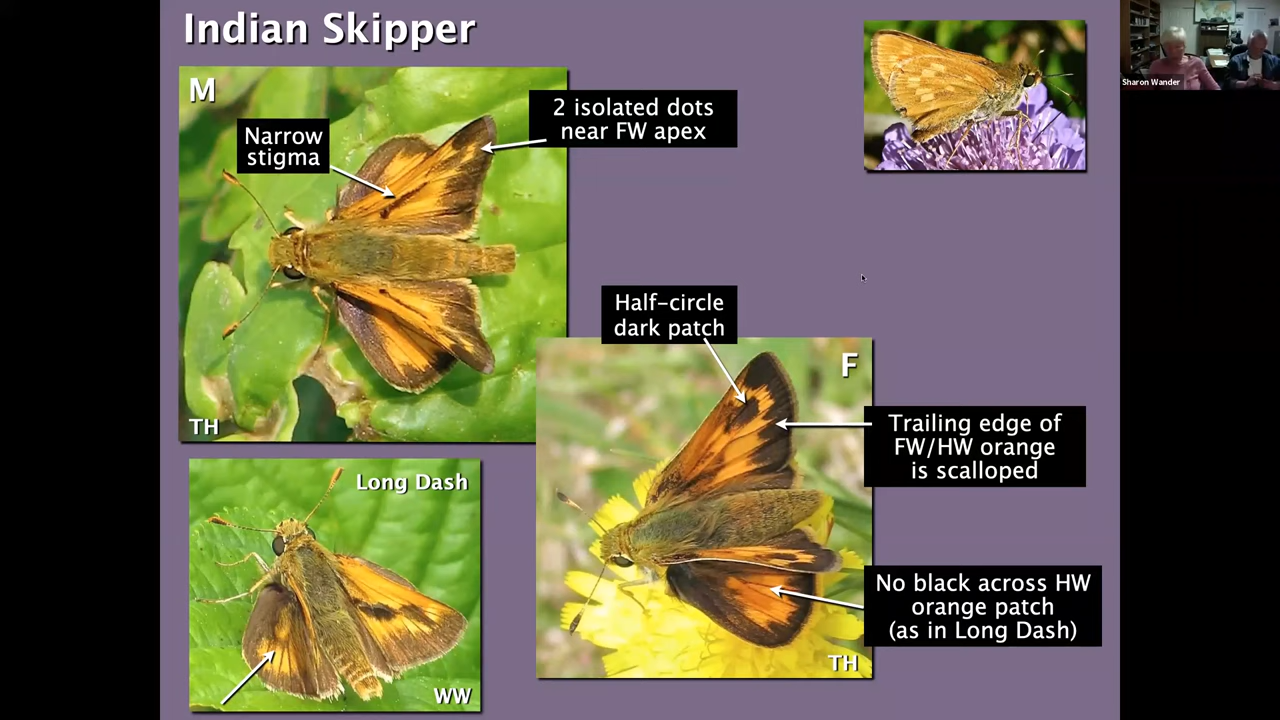 Indian Skipper
M
Narrow
stigma
2 isolated dots
near FW apex
TH
Half-circle
dark patch
F
Trailing edge of
FW/HW orange
is scalloped
No black across HW
orange patch
(as in Long Dash)
TH
Long Dash
WW
Sharon Wander